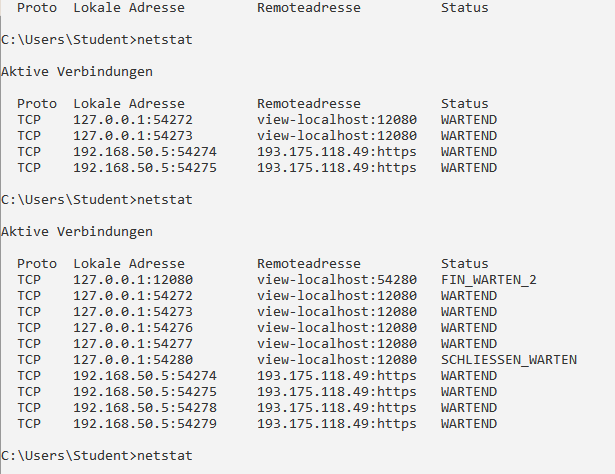 Proto  Lokale Adresse         Remoteadresse          Status
C:\Users\Student>netstat
Aktive Verbindungen
Proto  Lokale Adresse         Remoteadresse          Status
TCP    127.0.0.1:54272        view-localhost:12080   WARTEND
TCP    127.0.0.1:54273        view-localhost:12080   WARTEND
TCP    192.168.50.5:54274     193.175.118.49:https   WARTEND
TCP    192.168.50.5:54275     193.175.118.49:https   WARTEND
C:\Users\Student>netstat
Aktive Verbindungen
Proto  Lokale Adresse         Remoteadresse          Status
TCP    127.0.0.1:12080        view-localhost:54280   FIN_WARTEN_2
TCP    127.0.0.1:54272        view-localhost:12080   WARTEND
TCP    127.0.0.1:54273        view-localhost:12080   WARTEND
TCP    127.0.0.1:54276        view-localhost:12080   WARTEND
TCP    127.0.0.1:54277        view-localhost:12080   WARTEND
TCP    127.0.0.1:54280        view-localhost:12080   SCHLIESSEN_WARTEN
TCP    192.168.50.5:54274     193.175.118.49:https   WARTEND
TCP    192.168.50.5:54275     193.175.118.49:https   WARTEND
TCP    192.168.50.5:54278     193.175.118.49:https   WARTEND
TCP    192.168.50.5:54279     193.175.118.49:https   WARTEND
C:\Users\Student>netstat